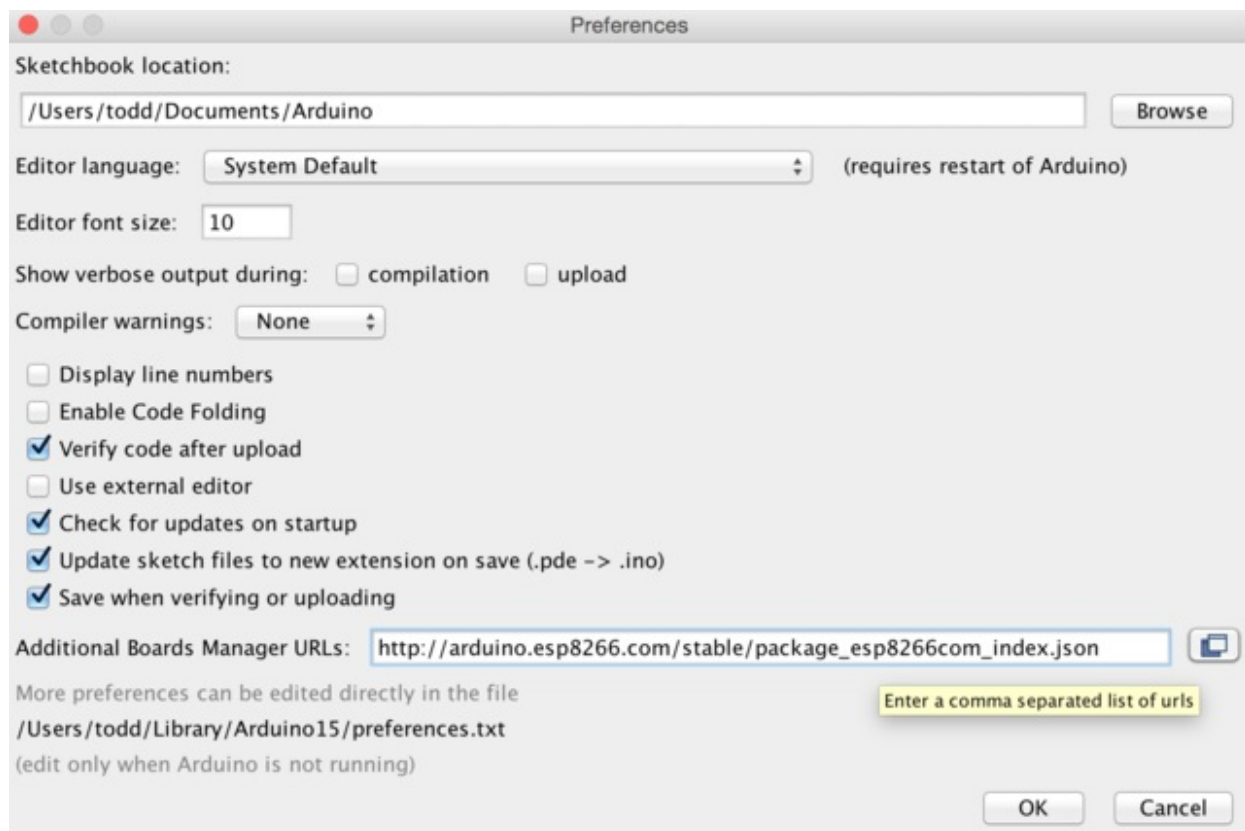 Preferences
Sketchbook location:
/Users/todd/Documents/Arduino Browse
Editor language: System Default (requires restart of Arduino)
Editor font size: 10
Show verbose output during: compilation upload
Compiler warnings: None
Display line numbers
Enable Code Folding
Verify code after upload
Use external editor
Check for updates on startup
Update sketch files to new extension on save (.pde -> .ino)
Save when verifying or uploading
Additional Boards Manager URLs: http://arduino.esp8266.com/stable/package_esp8266com_index.json
More preferences can be edited directly in the file
Enter a comma separated list of urls
/Users/todd/Library/Arduino15/preferences.txt
(edit only when Arduino is not running)
OK Cancel